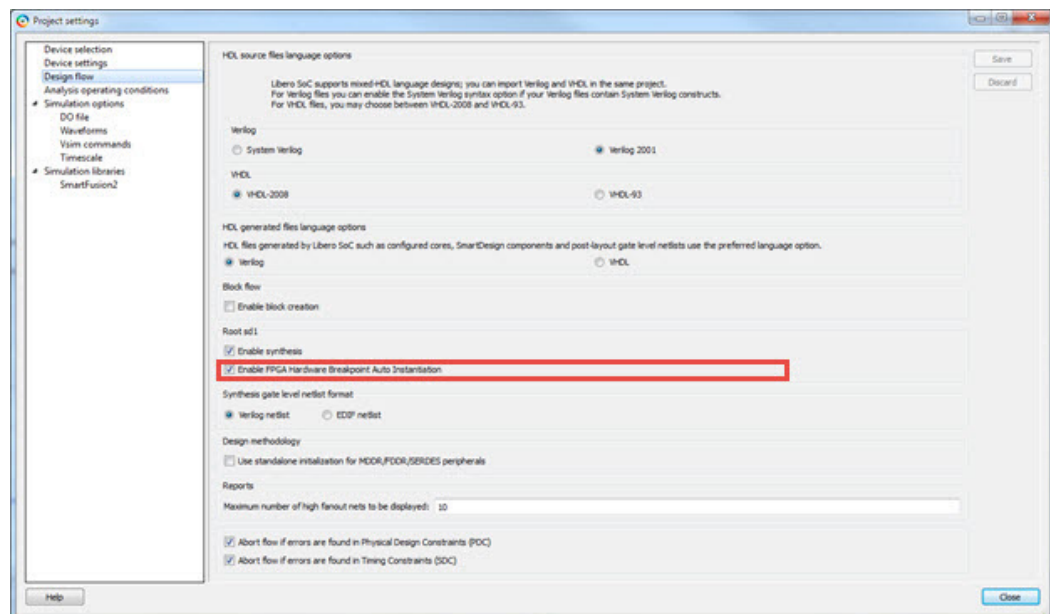 Project settings
Device selection
Device settings
Design flow
Analysis operating conditions
Simulation options
DO file
Waveforms
Vsim commands
Timescale
Simulation libraries
SmartFusion2
HDL source files language options
Libero SoC supports mixed-HDL language designs; you can import Verilog and VHDL in the same project.
For Verilog files you can enable the System Verilog syntax option if your Verilog files contain System Verilog constructs.
For VHDL files, you may choose between VHDL-2008 and VHDL-93.
Verilog
System Verilog Verilog 2001
VHDL
VHDL-2008 VHDL-93
HDL generated files language options
HDL files generated by Libero SoC such as configured cores, SmartDesign components and post-layout gate level netlists use the preferred language option.
Verilog VHDL
Block flow
Enable block creation
Root sd1
Enable synthesis
Enable FPGA Hardware Breakpoint Auto Instantiation
Synthesis gate level netlist format
Verilog netlist EDIF netlist
Design methodology
Use standalone initialization for MDDR/FDDR/SERDES peripherals
Reports
Maximum number of high fanout nets to be displayed: 10
Abort flow if errors are found in Physical Design Constraints (PDC)
Abort flow if errors are found in Timing Constraints (SDC)
Save
Discard
Help Close